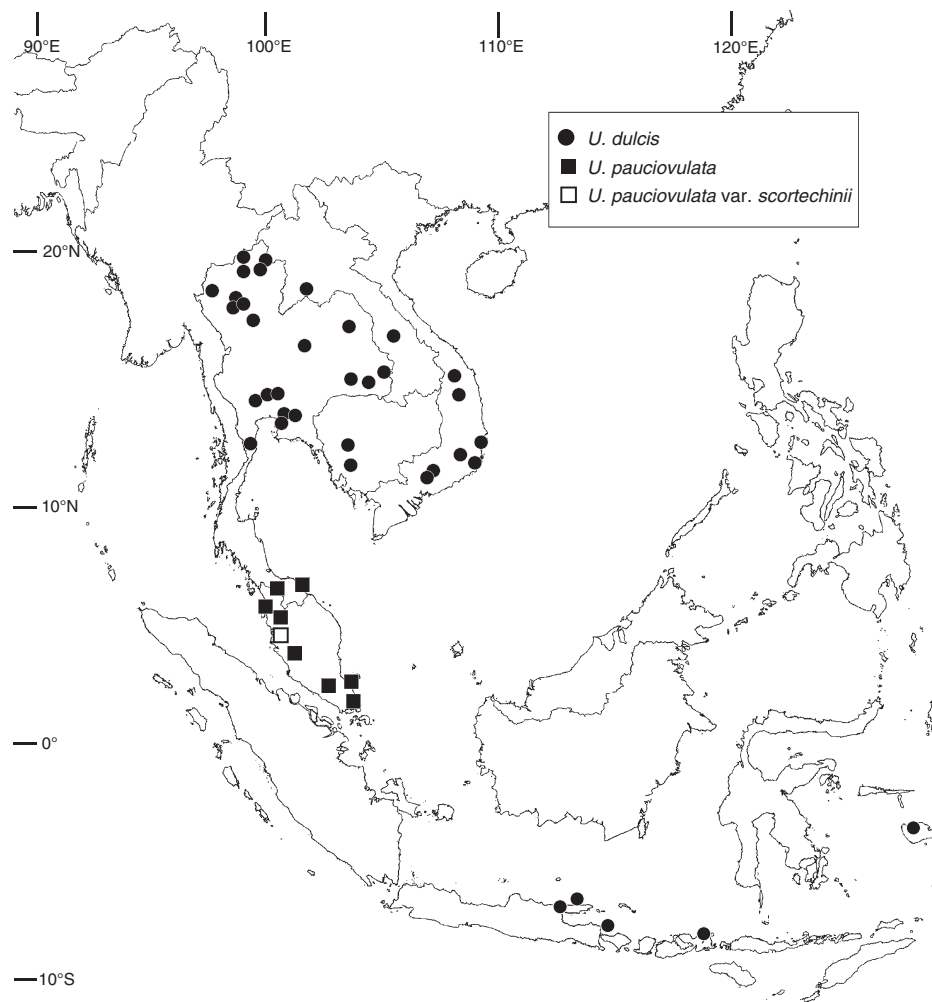 90°E 100°E 110°E 120°E
U. dulcis
U. pauciovulata
U. pauciovulata var. scortechinii
20°N
10°N
0°
10°S